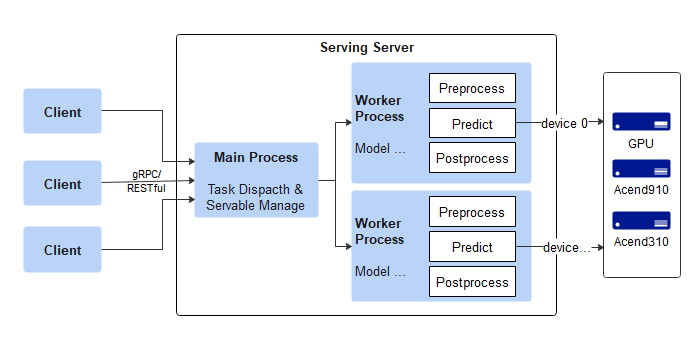 Serving Server
Client
Client
Client
gRPC/
RESTful
Main Process
Task Dispacth &
Servable Manage
Worker
Process
Model ...
Preprocess
Predict
Postprocess
Worker
Process
Model ...
Preprocess
Predict
Postprocess
device 0
device...
GPU
Acend910
Acend310